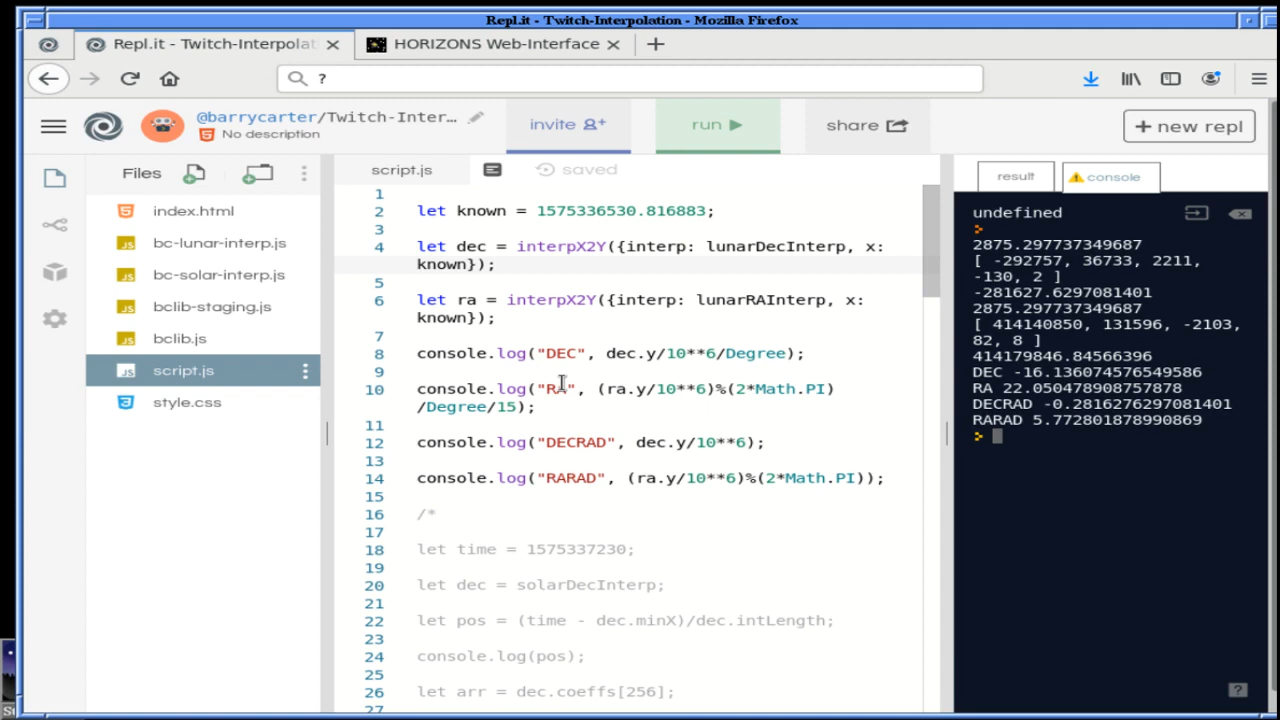 Repl.it - Twitch-Interpolation - Mozilla Firefox
Repl.it - Twitch-Interpolat
HORIZONS Web-Interface
?
@barrycarter/Twitch-Inter...
No description
invite
run
share
+ new repl
Files
index.html
bc-lunar-interp.js
bc-solar-interp.js
bclib-staging.js
bclib.js
script.js
style.css
script.js
saved
1
2 let known = 1575336530.816883;
3
4 let dec = interpX2Y({interp: lunarDecInterp, x:
known});
5
6 let ra = interpX2Y({interp: lunarRAInterp, x:
known});
7
8 console.log("DEC", dec.y/10**6/Degree);
9
10 console.log("RA", (ra.y/10**6)%(2*Math.PI)
/Degree/15);
11
12 console.log("DECRAD", dec.y/10**6);
13
14 console.log("RARAD", (ra.y/10**6)%(2*Math.PI));
15
16 /*
17
18 let time = 1575337230;
19
20 let dec = solarDecInterp;
21
22 let pos = (time - dec.minX)/dec.intLength;
23
24 console.log(pos);
25
26 let arr = dec.coeffs[256];
27
result
console
undefined
2875.297737349687
[ -292757, 36733, 2211,
-130, 2 ]
-281627.6297081401
2875.297737349687
[ 414140850, 131596, -2103,
82, 8 ]
414179846.84566396
DEC -16.136074576549586
RA 22.050478908757878
DECRAD -0.2816276297081401
RARAD 5.772801878990869